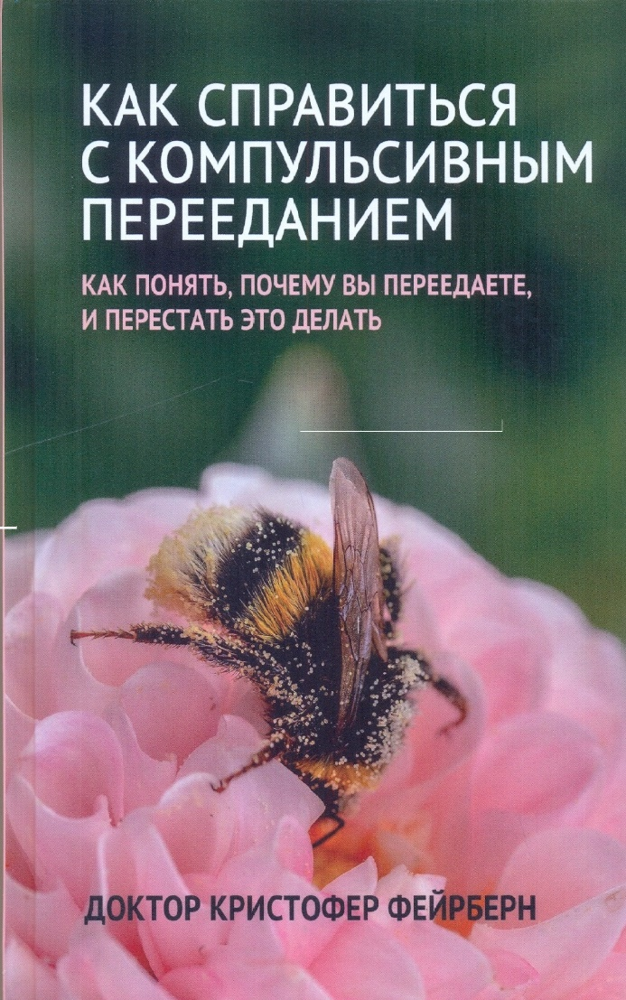 КАК СПРАВИТЬСЯ
С КОМПУЛЬСИВНЫМ
ПЕРЕЕДАНИЕМ
КАК ПОНЯТЬ, ПОЧЕМУ ВЫ ПЕРЕЕДАЕТЕ,
И ПЕРЕСТАТЬ ЭТО ДЕЛАТЬ
ДОКТОР КРИСТОФЕР ФЕЙРБЕРН